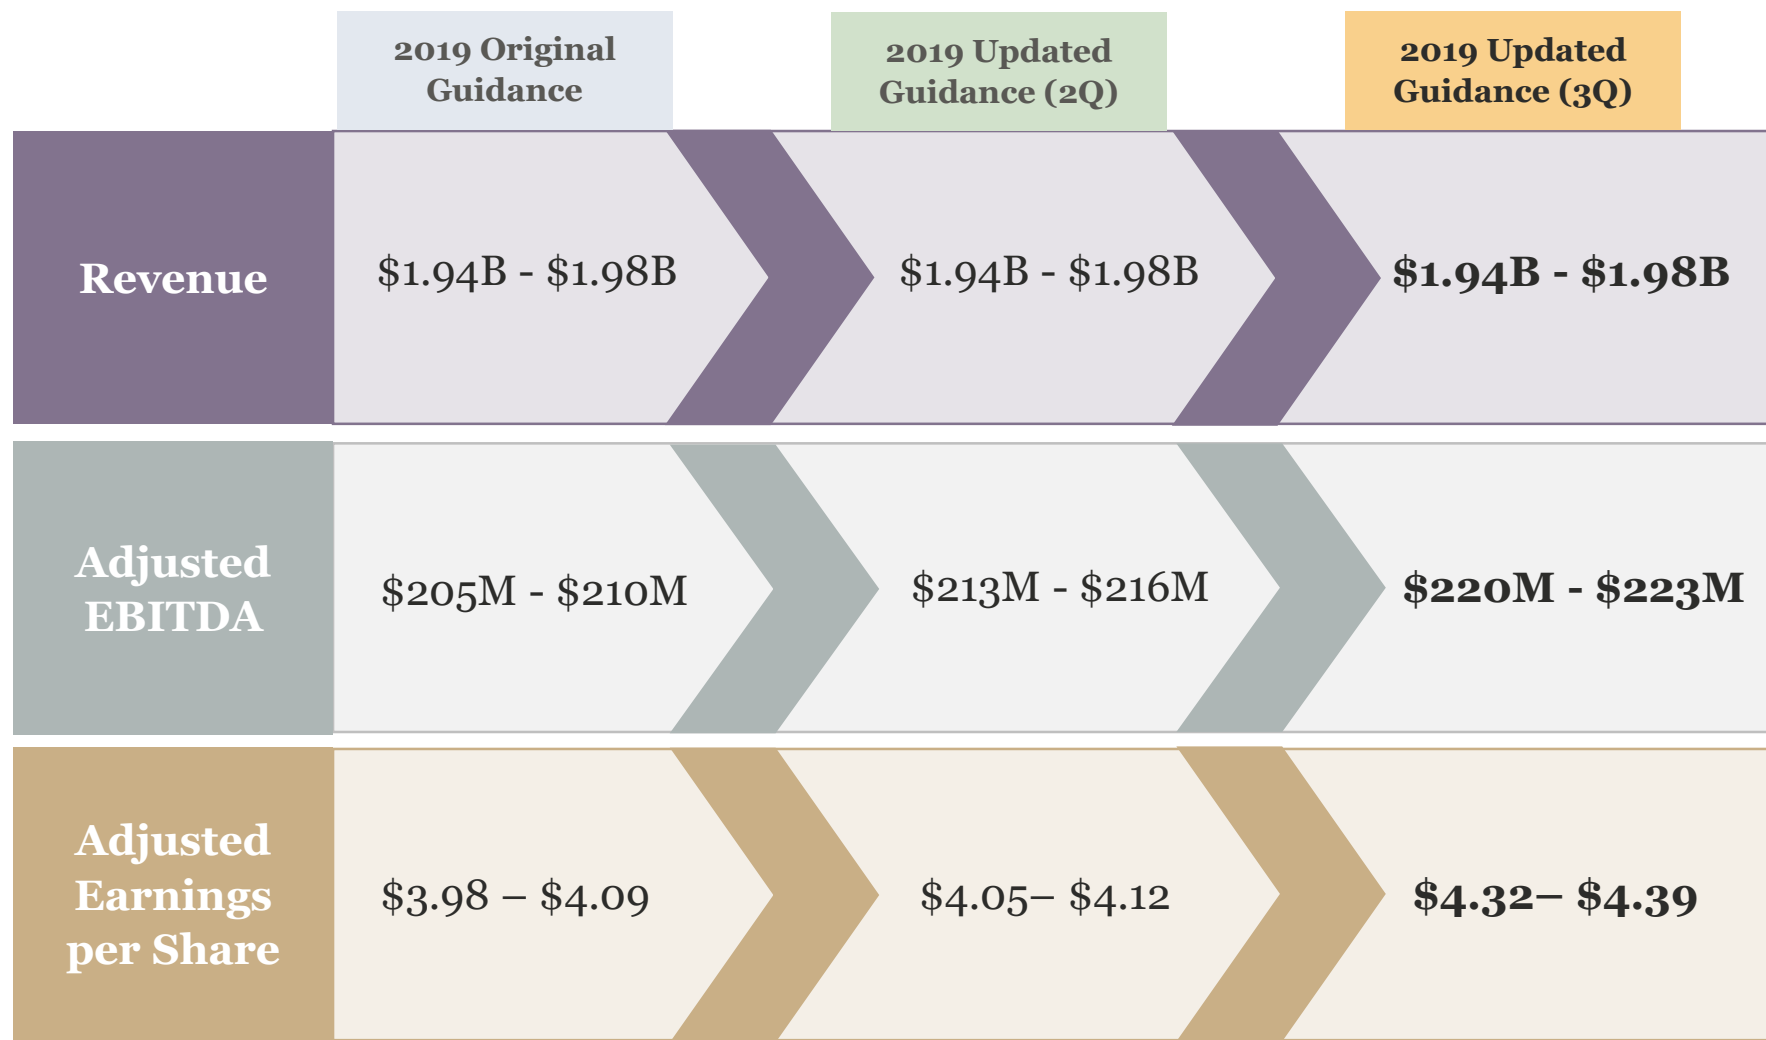 2019 Original
Guidance
2019 Updated
Guidance (2Q)
2019 Updated
Guidance (3Q)
Revenue
$1.94B - $1.98B
$1.94B - $1.98B
$1.94B - $1.98B
Adjusted
EBITDA
$205M - $210M
$213M - $216M
$220M - $223M
Adjusted
Earnings
per Share
$3.98 – $4.09
$4.05– $4.12
$4.32– $4.39